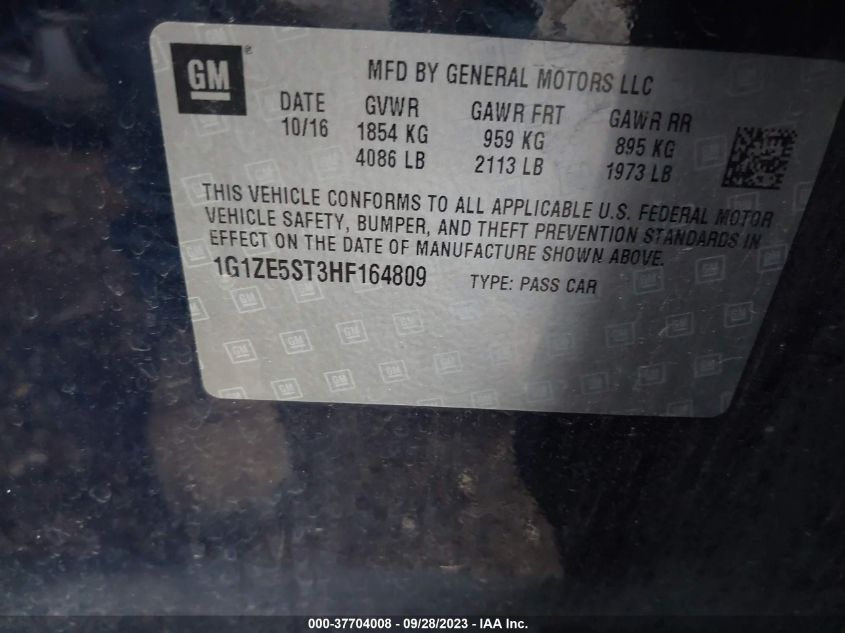 GM ®
MFD BY GENERAL MOTORS LLC
DATE GVWR GAWR FRT GAWR RR
10/16 1854 KG 959 KG 895 KG
4086 LB 2113 LB 1973 LB
THIS VEHICLE CONFORMS TO ALL APPLICABLE U.S. FEDERAL MOTOR
VEHICLE SAFETY, BUMPER, AND THEFT PREVENTION STANDARDS IN
EFFECT ON THE DATE OF MANUFACTURE SHOWN ABOVE.
1G1ZE5ST3HF164809 TYPE: PASS CAR
000-37704008 - 09/28/2023 - IAA Inc.